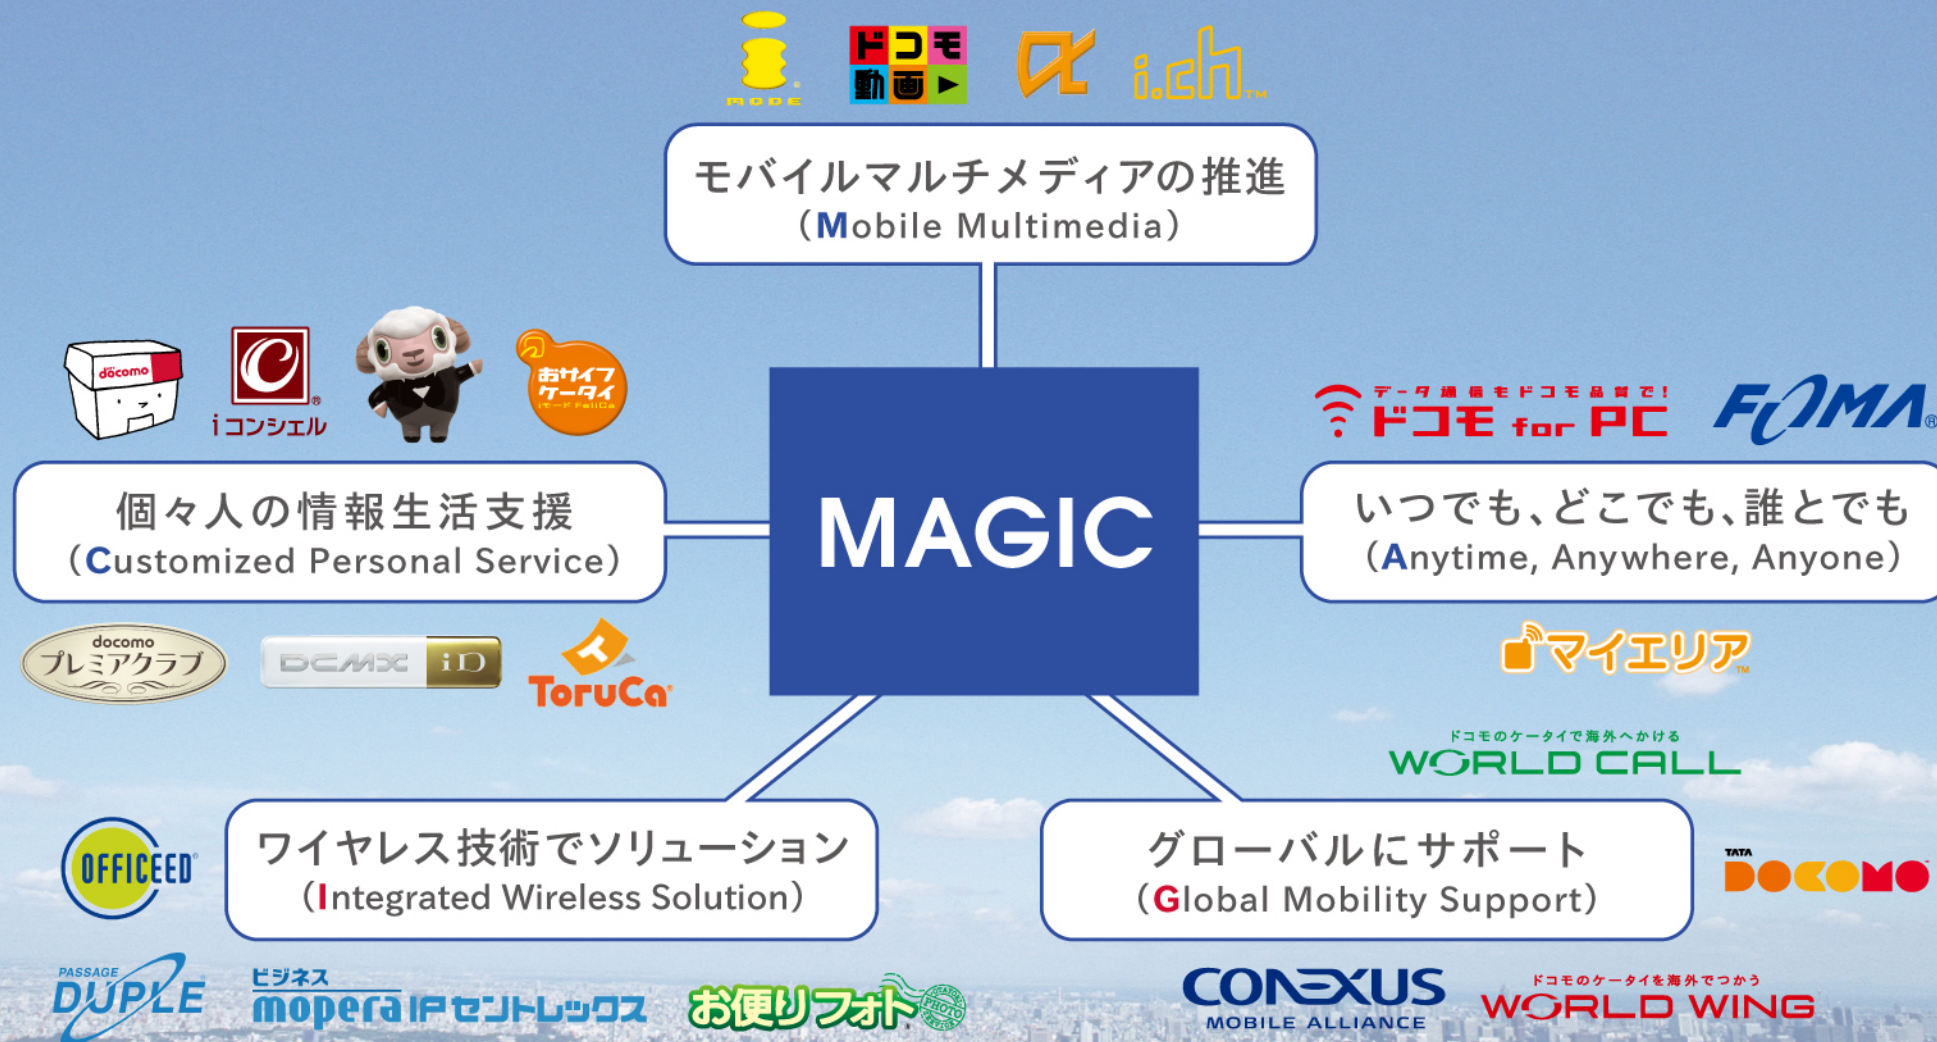 i MODE
ドコモ
動画
α
i.ch™
モバイルマルチメディアの推進
(Mobile Multimedia)
docomo
iコンシェル®
おサイフ
ケータイ
iモード FeliCa
データ通信もドコモ品質で!
ドコモ for PC
FOMA®
個々人の情報生活支援
(Customized Personal Service)
MAGIC
いつでも、どこでも、誰とでも
(Anytime, Anywhere, Anyone)
docomo
プレミアクラブ
DCMX iD
ToruCa
マイエリア™
ドコモのケータイで海外へかける
WORLD CALL
OFFICEED
ワイヤレス技術でソリューション
(Integrated Wireless Solution)
グローバルにサポート
(Global Mobility Support)
TATA
DOCOMO
PASSAGE
DUPLE
ビジネス
mopera IPセントレックス
お便りフォト
PHOTO
CONEXUS
MOBILE ALLIANCE
ドコモのケータイを海外でつかう
WORLD WING